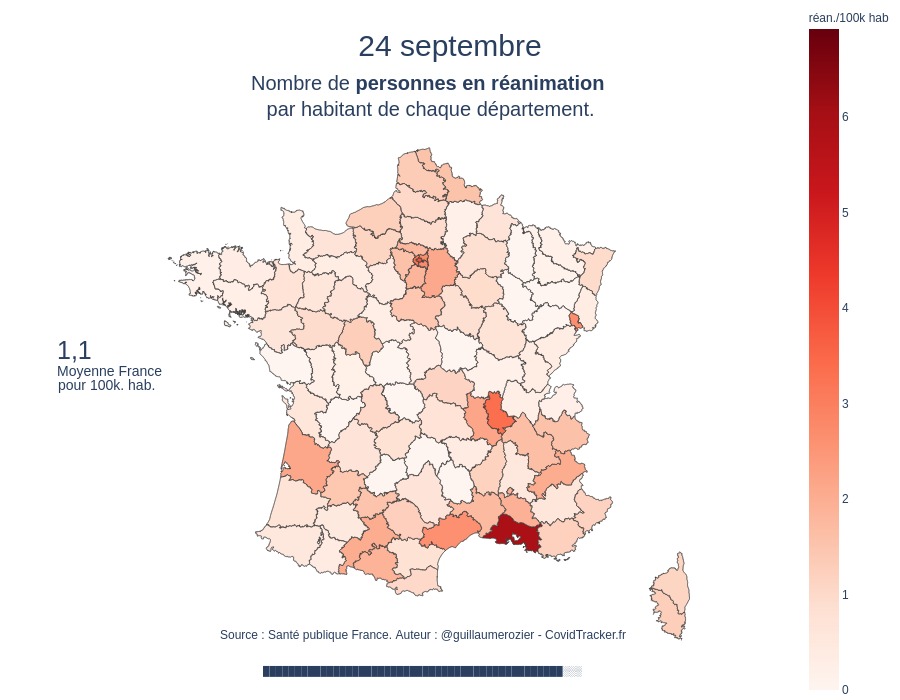 réan./100k hab
24 septembre
Nombre de personnes en réanimation
par habitant de chaque département.
6
5
4
3
2
1
0
1,1
Moyenne France
pour 100k. hab.
Source : Santé publique France. Auteur : @guillaumerozier - CovidTracker.fr